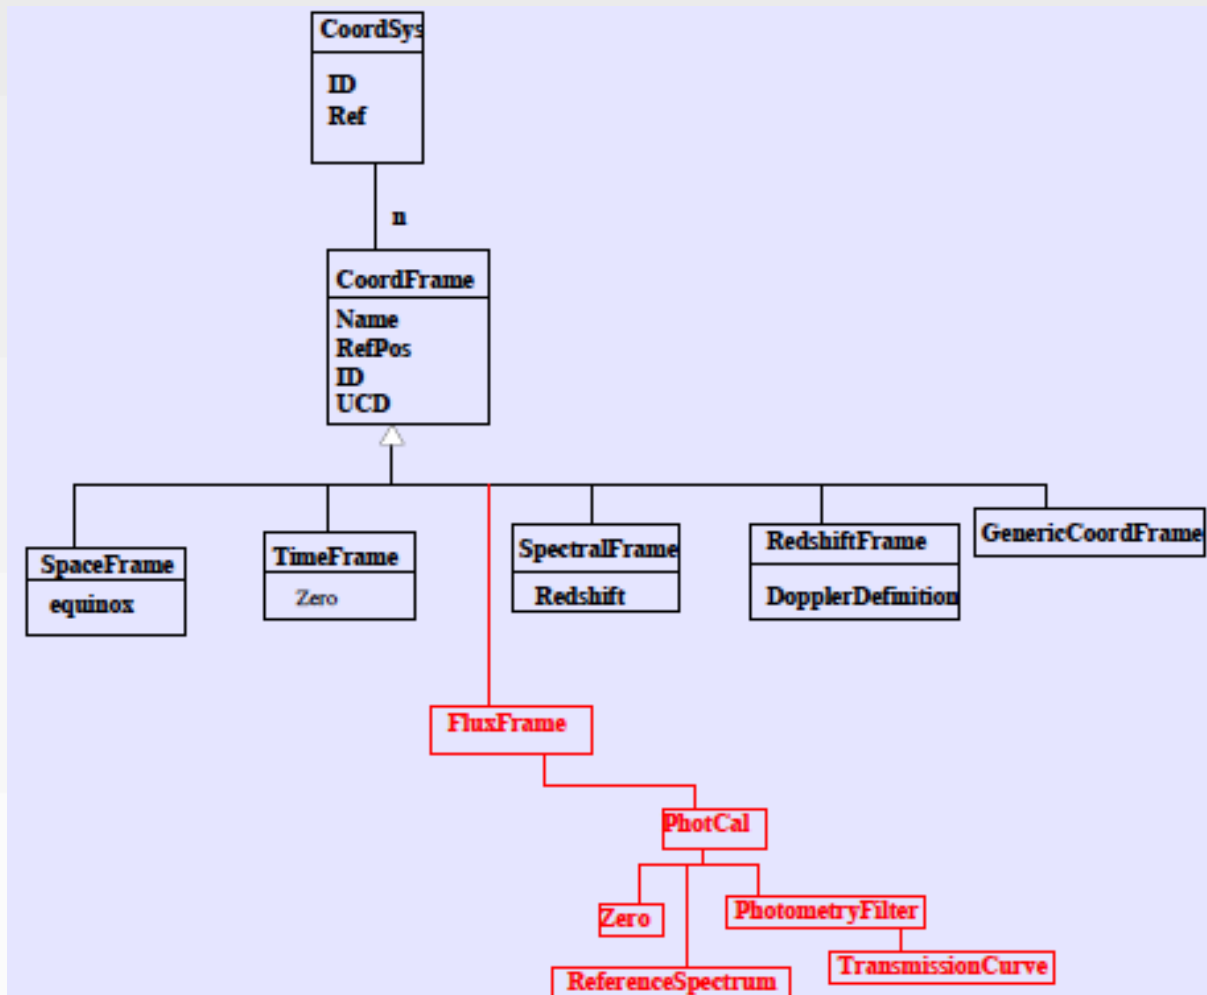 CoordSys
ID
Ref
n
CoordFrame
Name
RefPos
ID
UCD
SpaceFrame
equinox
TimeFrame
Zero
SpectralFrame
Redshift
RedshiftFrame
DopplerDefinition
GenericCoordFrame
FluxFrame
PhotCal
Zero
PhotometryFilter
TransmissionCurve
ReferenceSpectrum